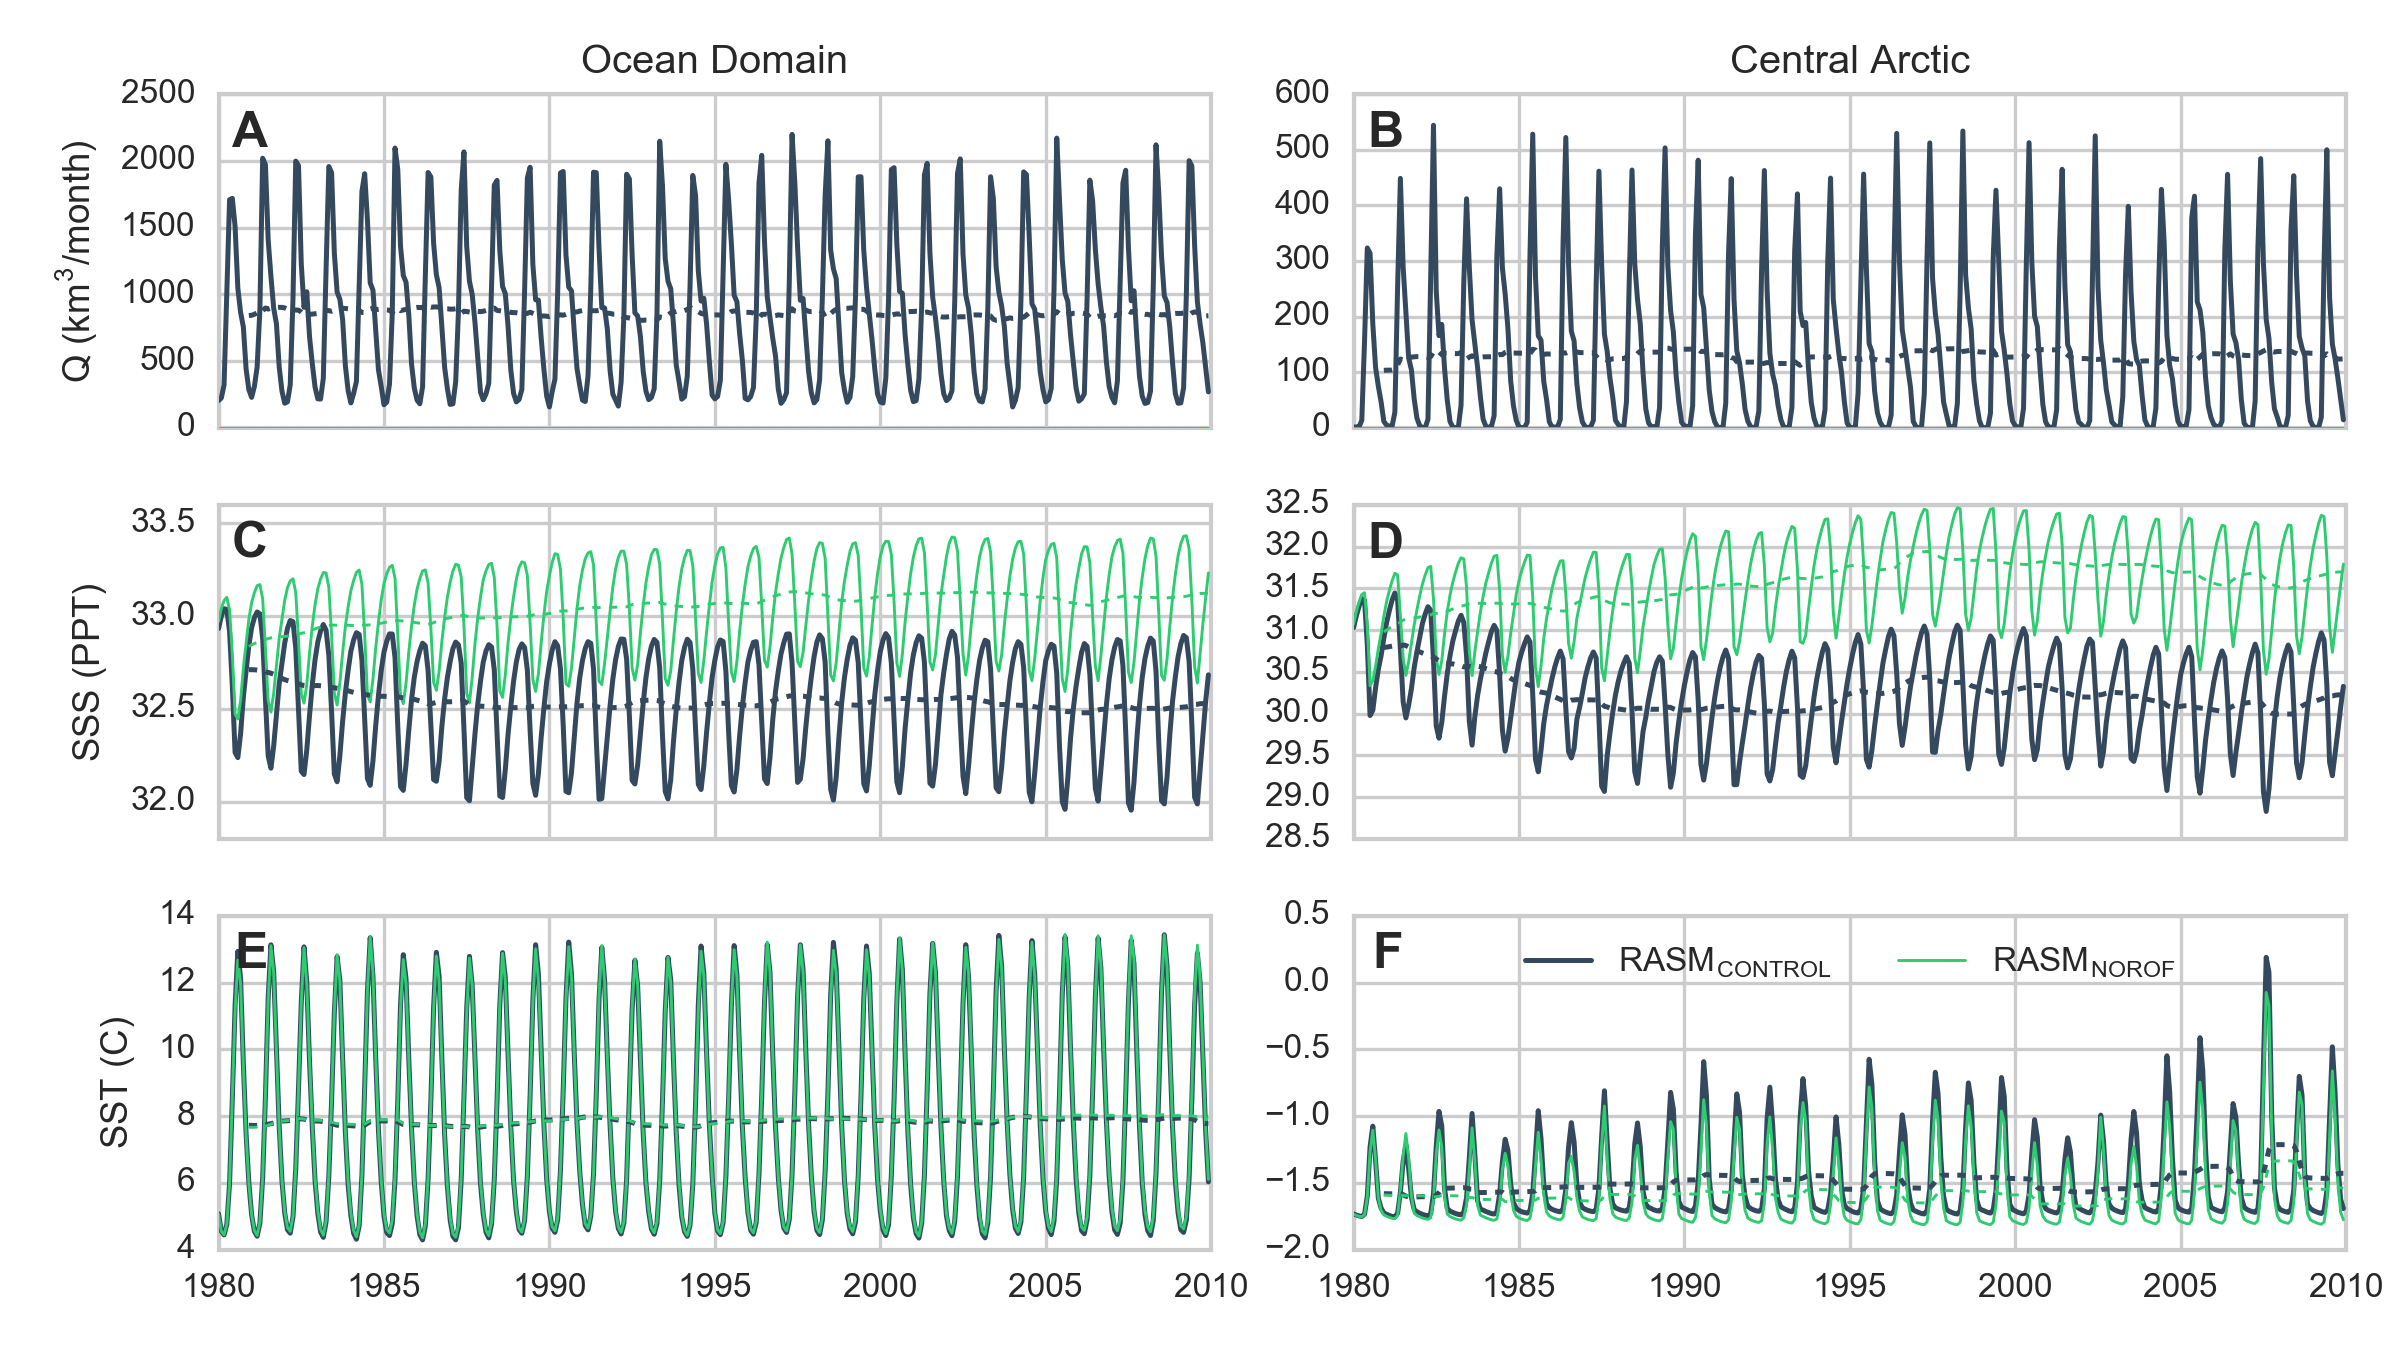 Ocean Domain
Central Arctic
A
Q (km³/month)
2500
2000
1500
1000
500
0
B
600
500
400
300
200
100
0
C
SSS (PPT)
33.5
33.0
32.5
32.0
D
32.5
32.0
31.5
31.0
30.5
30.0
29.5
29.0
28.5
E
SST (C)
14
12
10
8
6
4
1980 1985 1990 1995 2000 2005 2010
F
RASM_CONTROL RASM_NOROF
0.5
0.0
−0.5
−1.0
−1.5
−2.0
1980 1985 1990 1995 2000 2005 2010